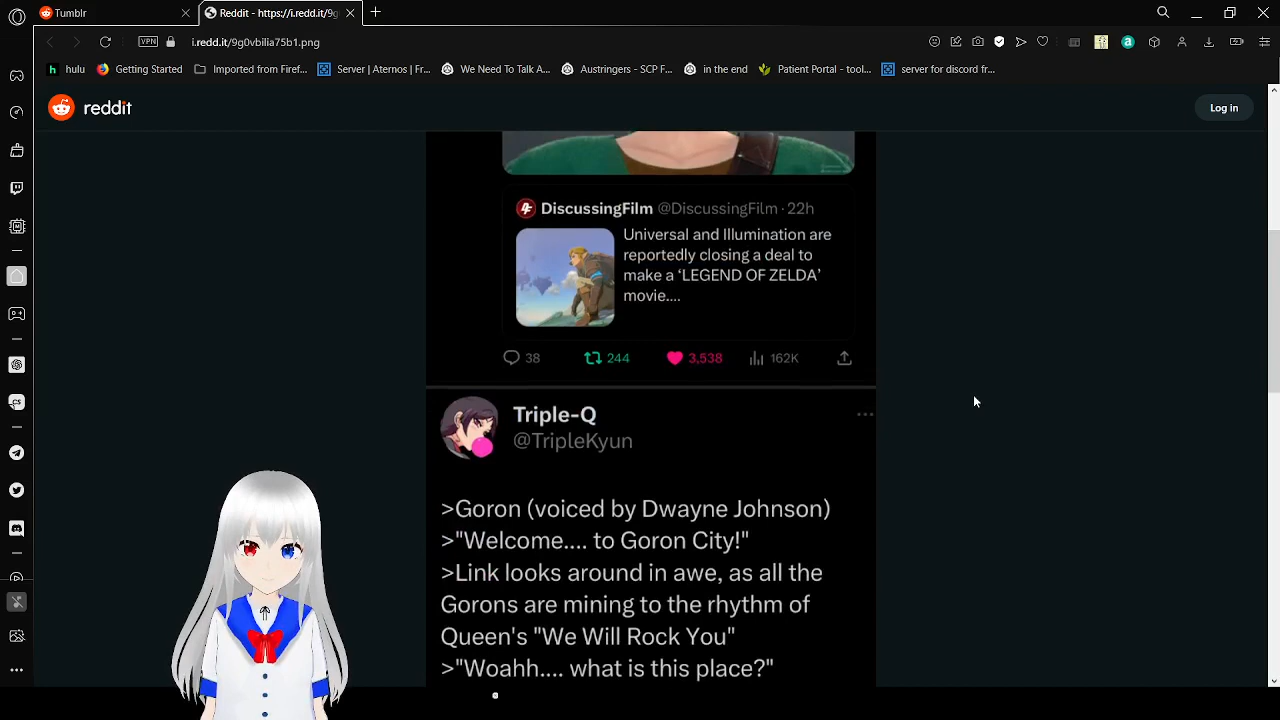 Tumblr
Reddit - https://i.redd.it/9g
VPN
i.redd.it/9g0vbilia75b1.png
hulu
Getting Started
Imported from Firef...
Server | Aternos | Fr...
We Need To Talk A...
Austringers - SCP F...
in the end
Patient Portal - tool...
server for discord fr...
reddit
Log in
DiscussingFilm @DiscussingFilm · 22h
Universal and Illumination are
reportedly closing a deal to
make a ‘LEGEND OF ZELDA’
movie....
38
244
3,538
162K
Triple-Q
@TripleKyun
>Goron (voiced by Dwayne Johnson)
>"Welcome.... to Goron City!"
>Link looks around in awe, as all the
Gorons are mining to the rhythm of
Queen's "We Will Rock You"
>"Woahh.... what is this place?"